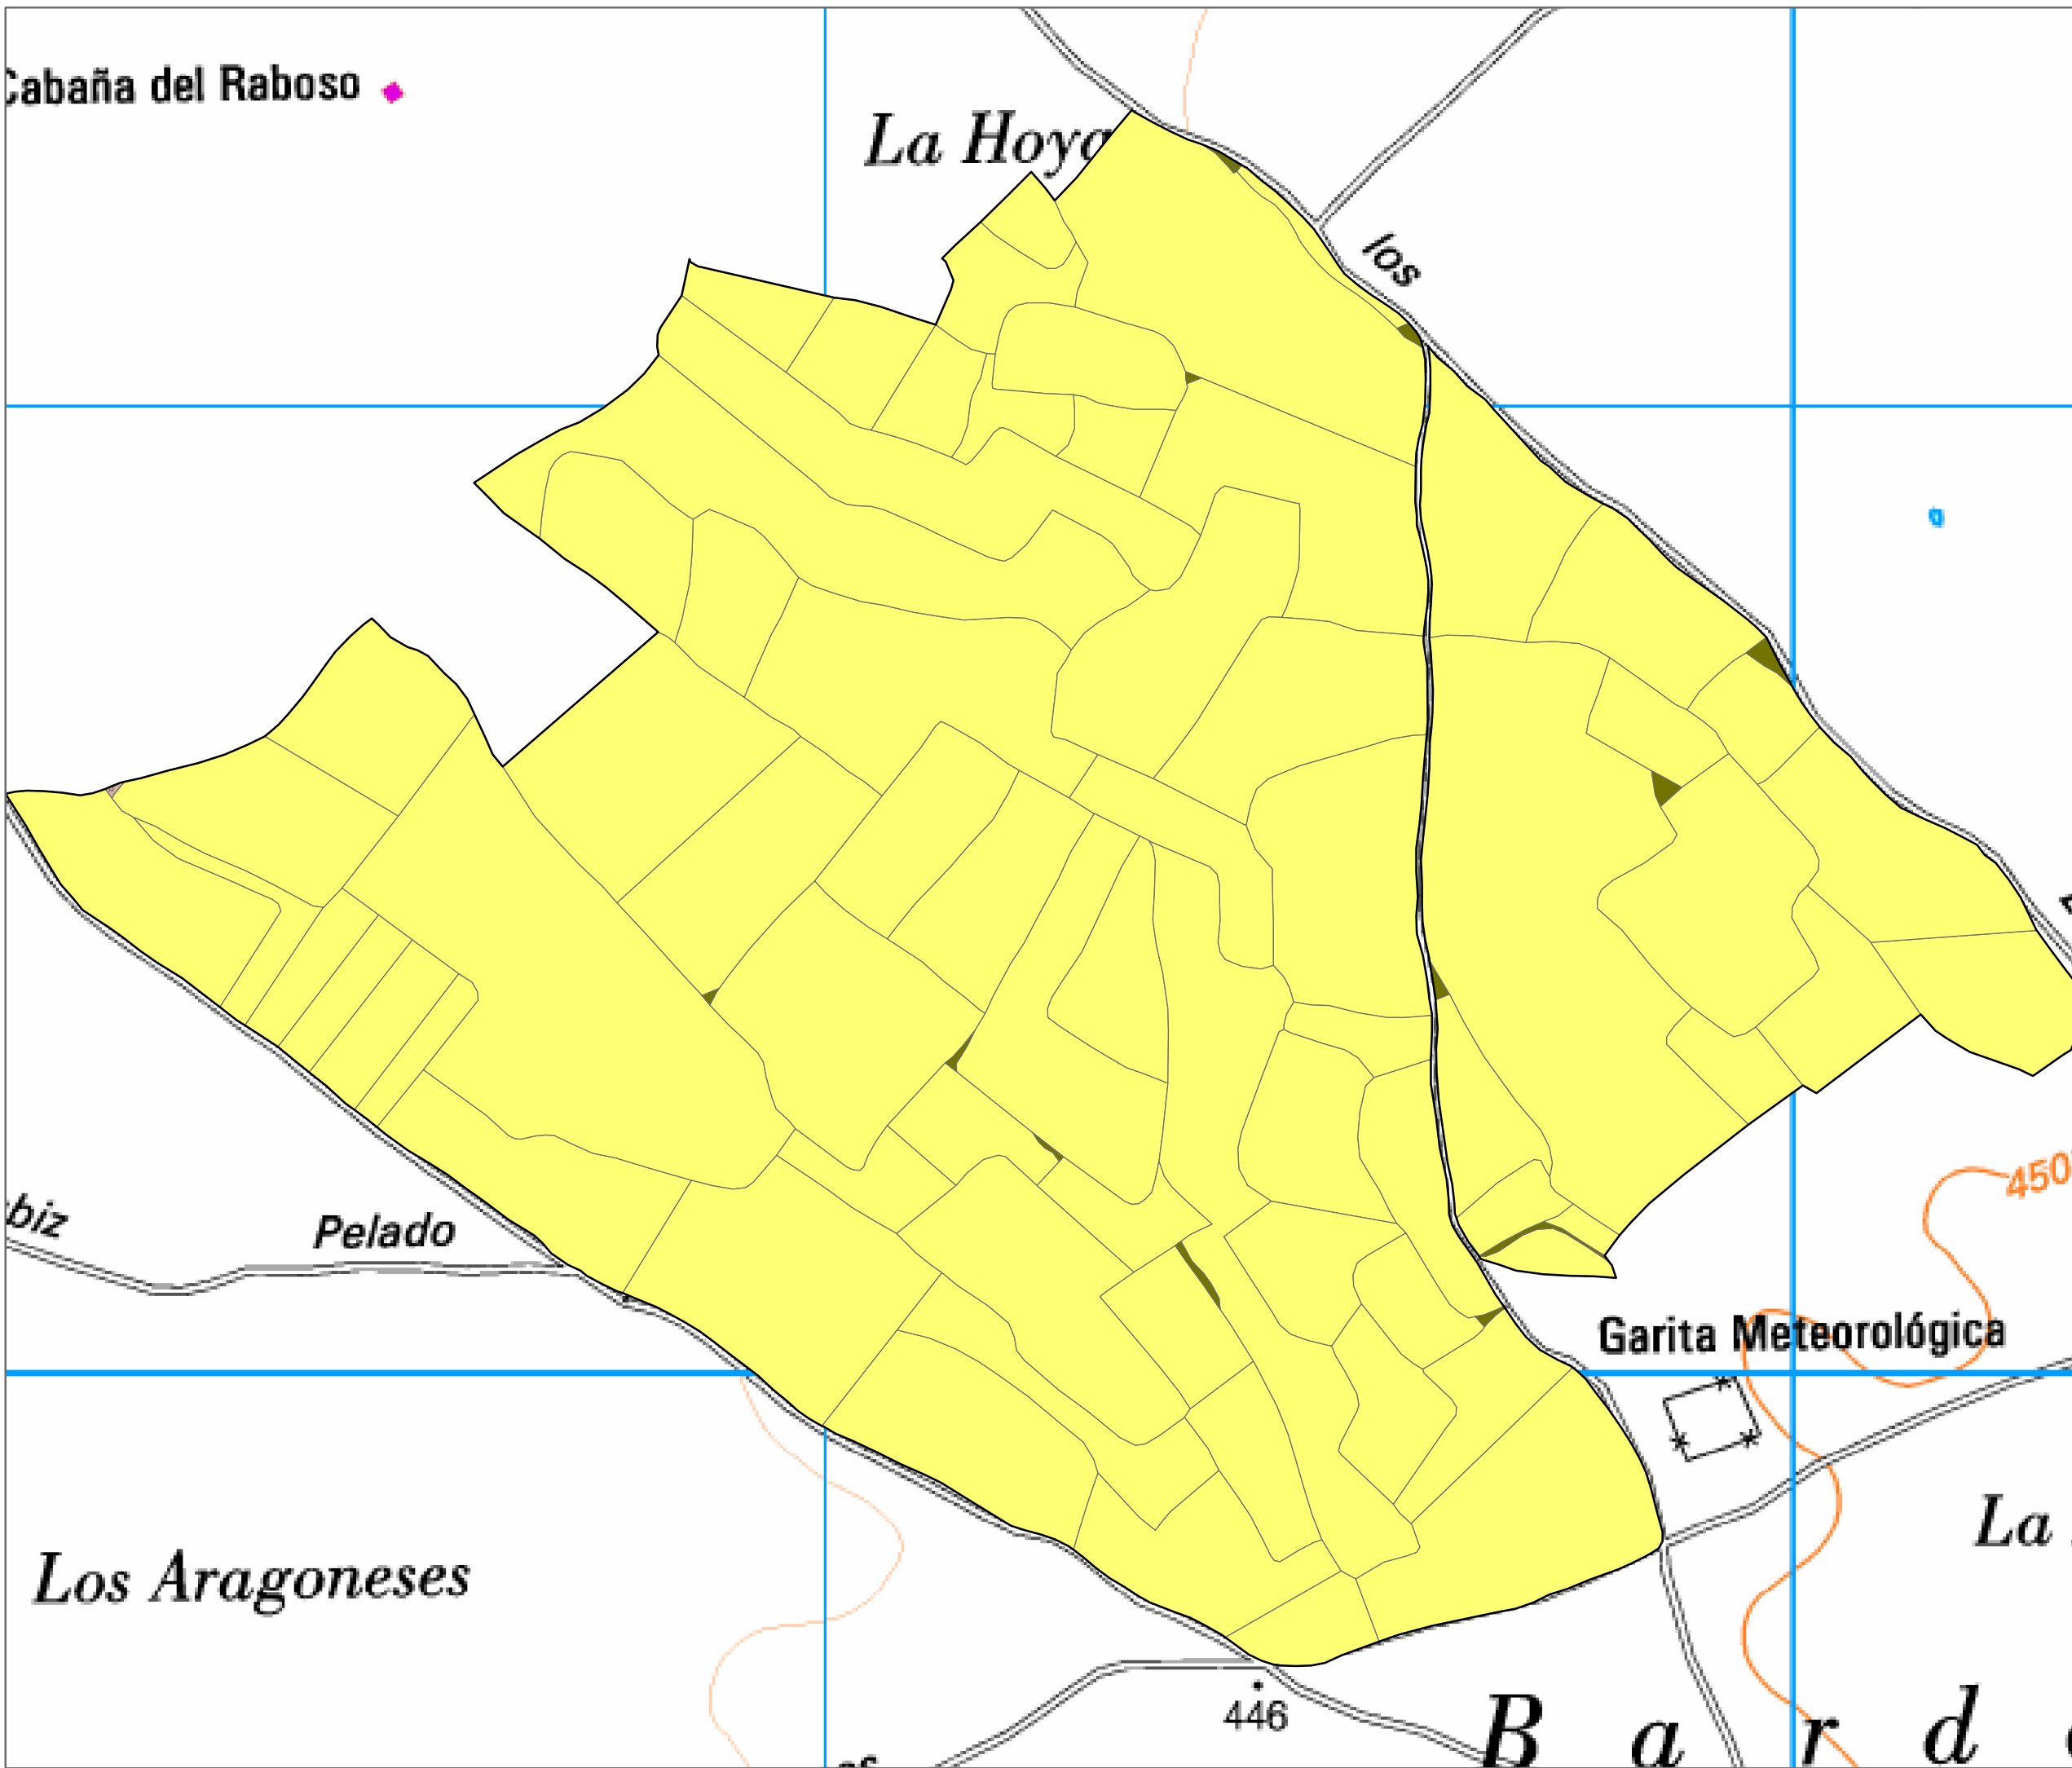 Cabaña del Raboso
La Hoya
los
biz
Pelado
450
Garita Meteorológica
La
Los Aragoneses
446
B a r d